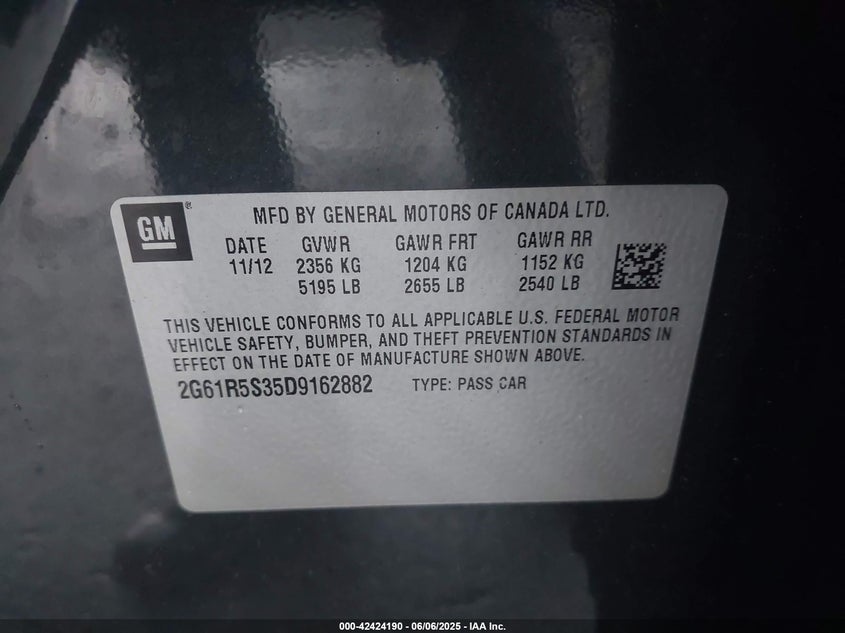 GM®
MFD BY GENERAL MOTORS OF CANADA LTD.
DATE GVWR GAWR FRT GAWR RR
11/12 2356 KG 1204 KG 1152 KG
5195 LB 2655 LB 2540 LB
THIS VEHICLE CONFORMS TO ALL APPLICABLE U.S. FEDERAL MOTOR
VEHICLE SAFETY, BUMPER, AND THEFT PREVENTION STANDARDS IN
EFFECT ON THE DATE OF MANUFACTURE SHOWN ABOVE.
2G61R5S35D9162882 TYPE: PASS CAR
000-42424190 - 06/06/2025 - IAA Inc.